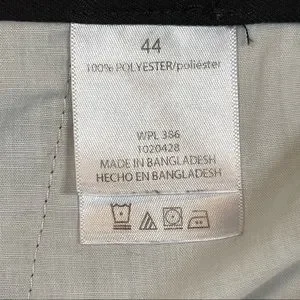 44
100% POLYESTER/poliéster
WPL 386
1020428
MADE IN BANGLADESH
HECHO EN BANGLADESH